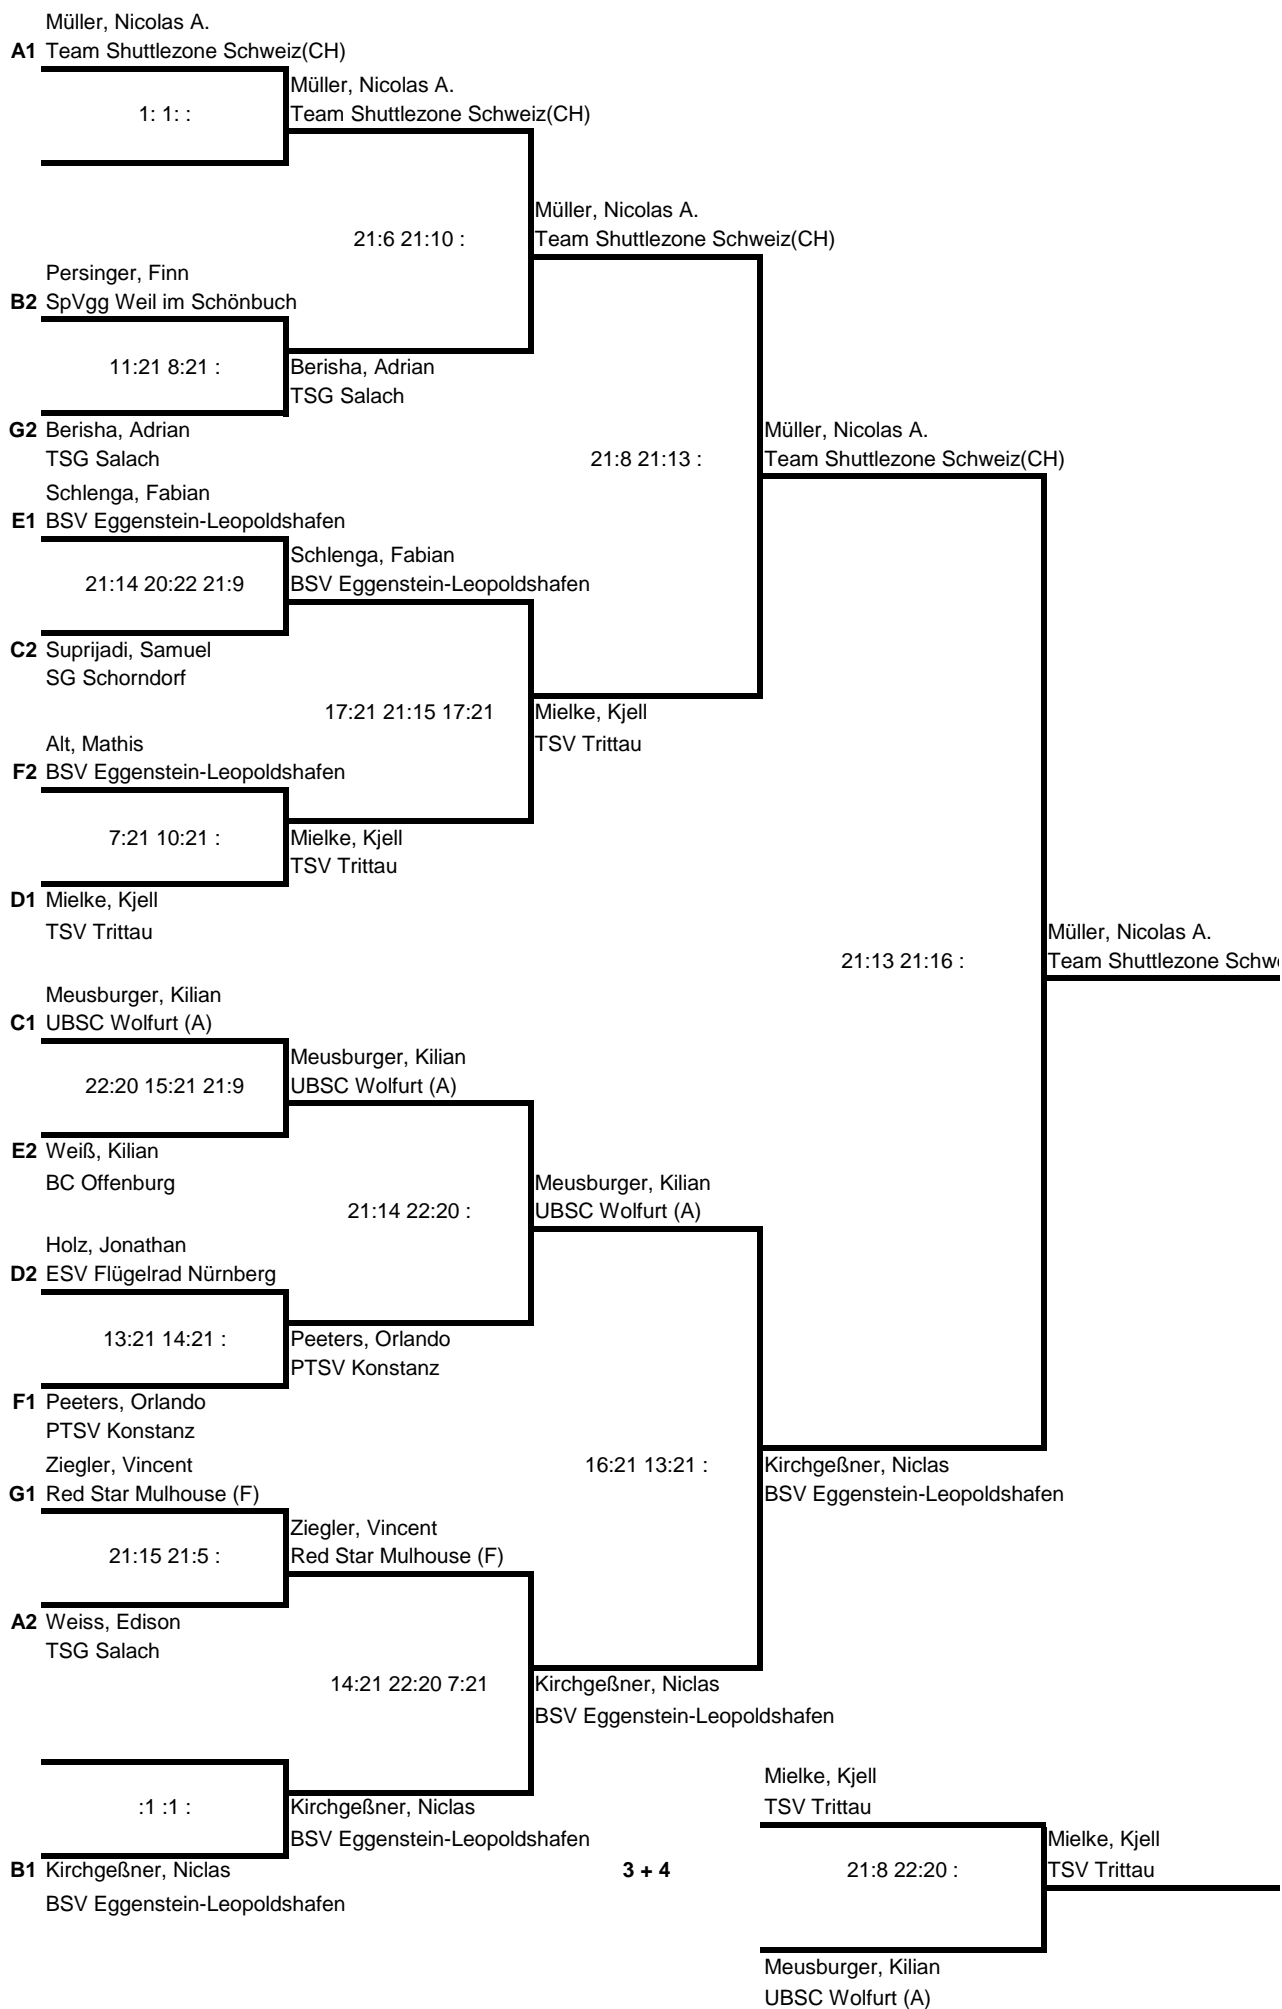 Müller, Nicolas A.
A1 Team Shuttlezone Schweiz(CH)
Müller, Nicolas A.
1: 1: :
Team Shuttlezone Schweiz(CH)
Müller, Nicolas A.
21:6 21:10 :
Team Shuttlezone Schweiz(CH)
Persinger, Finn
B2 SpVgg Weil im Schönbuch
11:21 8:21 :
Berisha, Adrian
TSG Salach
G2 Berisha, Adrian
Müller, Nicolas A.
TSG Salach
21:8 21:13 :
Team Shuttlezone Schweiz(CH)
Schlenga, Fabian
E1 BSV Eggenstein-Leopoldshafen
Schlenga, Fabian
21:14 20:22 21:9
BSV Eggenstein-Leopoldshafen
C2 Suprijadi, Samuel
SG Schorndorf
17:21 21:15 17:21
Mielke, Kjell
Alt, Mathis
TSV Trittau
F2 BSV Eggenstein-Leopoldshafen
7:21 10:21 :
Mielke, Kjell
TSV Trittau
D1 Mielke, Kjell
TSV Trittau
Müller, Nicolas A.
21:13 21:16 :
Team Shuttlezone Schw
Meusburger, Kilian
C1 UBSC Wolfurt (A)
Meusburger, Kilian
22:20 15:21 21:9
UBSC Wolfurt (A)
E2 Weiß, Kilian
BC Offenburg
Meusburger, Kilian
21:14 22:20 :
UBSC Wolfurt (A)
Holz, Jonathan
D2 ESV Flügelrad Nürnberg
13:21 14:21 :
Peeters, Orlando
PTSV Konstanz
F1 Peeters, Orlando
PTSV Konstanz
Ziegler, Vincent
16:21 13:21 :
Kirchgeßner, Niclas
G1 Red Star Mulhouse (F)
BSV Eggenstein-Leopoldshafen
Ziegler, Vincent
21:15 21:5 :
Red Star Mulhouse (F)
A2 Weiss, Edison
TSG Salach
14:21 22:20 7:21
Kirchgeßner, Niclas
BSV Eggenstein-Leopoldshafen
Mielke, Kjell
:1 :1 :
Kirchgeßner, Niclas
TSV Trittau
BSV Eggenstein-Leopoldshafen
Mielke, Kjell
B1 Kirchgeßner, Niclas
3 + 4
21:8 22:20 :
TSV Trittau
BSV Eggenstein-Leopoldshafen
Meusburger, Kilian
UBSC Wolfurt (A)